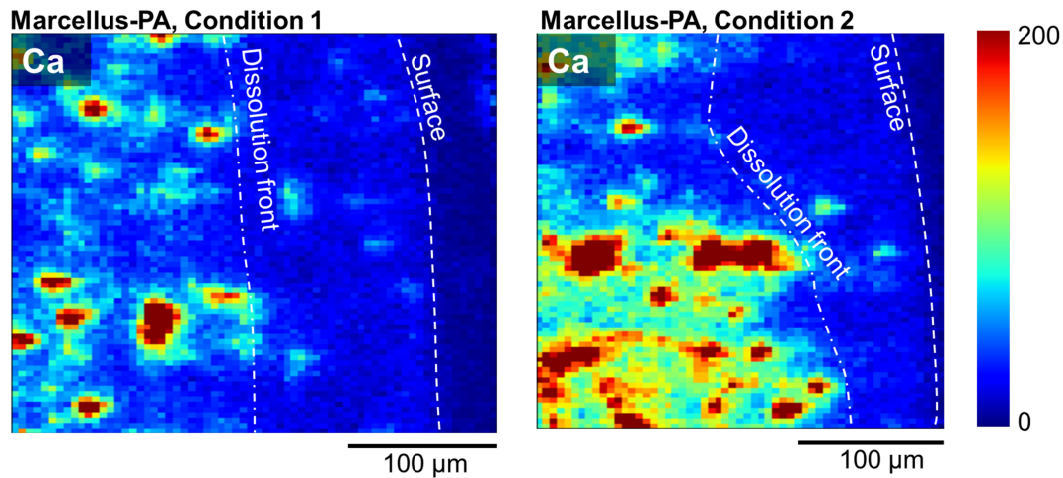 Marcellus-PA, Condition 1
Ca
Dissolution front
Surface
100 µm
Marcellus-PA, Condition 2
Ca
Dissolution front
Surface
100 µm
200
0